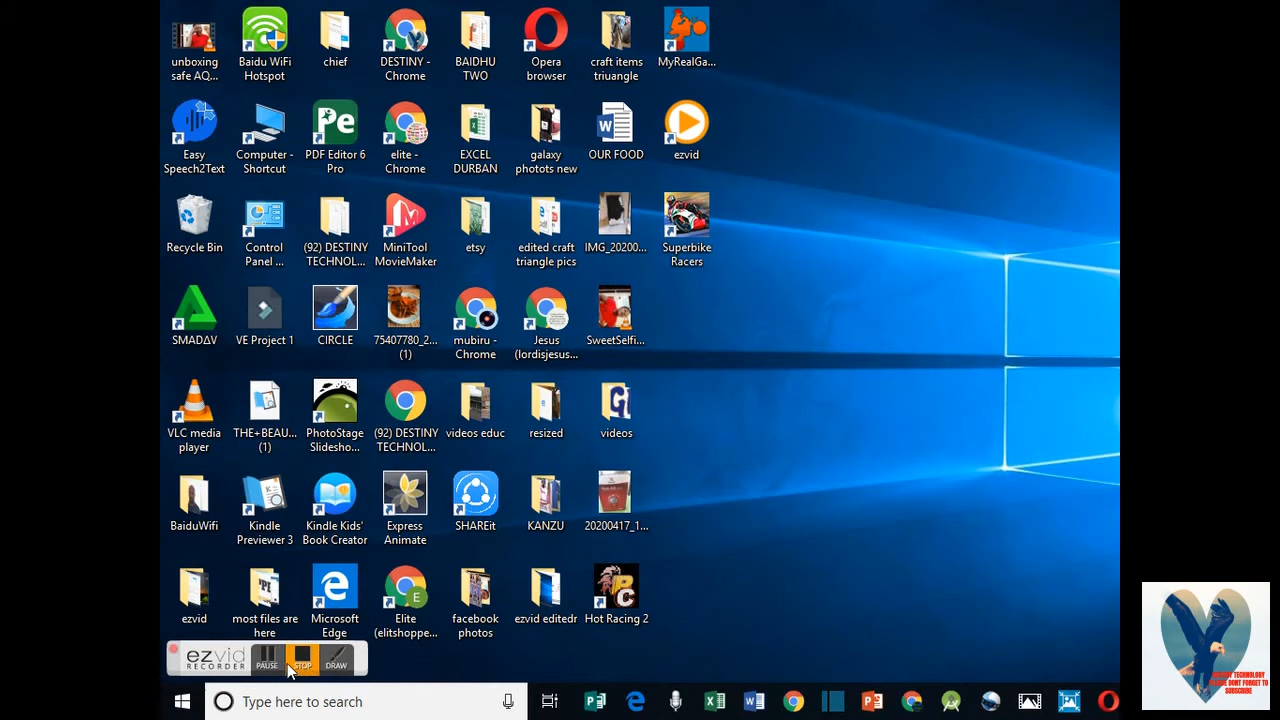 unboxing
safe AQ...
Baidu WiFi
Hotspot
chief
DESTINY -
Chrome
BAIDHU
TWO
Opera
browser
craft items
triuangle
MyRealGa...
Easy
Speech2Text
Computer -
Shortcut
Pe
PDF Editor 6
Pro
elite -
Chrome
EXCEL
DURBAN
galaxy
photots new
OUR FOOD
ezvid
Recycle Bin
Control
Panel ...
(92) DESTINY
TECHNOL...
MiniTool
MovieMaker
etsy
edited craft
triangle pics
IMG_20200...
Superbike
Racers
SMADΔV
VE Project 1
CIRCLE
75407780_2...
(1)
mubiru -
Chrome
Jesus
(lordisjesus...
SweetSelfi...
VLC media
player
THE+BEAU...
(1)
PhotoStage
Slidesho...
(92) DESTINY
TECHNOL...
videos educ
resized
videos
BaiduWifi
Kindle
Previewer 3
Kindle Kids'
Book Creator
Express
Animate
SHAREit
KANZU
20200417_1...
ezvid
most files are
here
Microsoft
Edge
E
Elite
(elitshoppe...
facebook
photos
ezvid editedr
Hot Racing 2
ezvid
RECORDER
PAUSE
STOP
DRAW
Type here to search